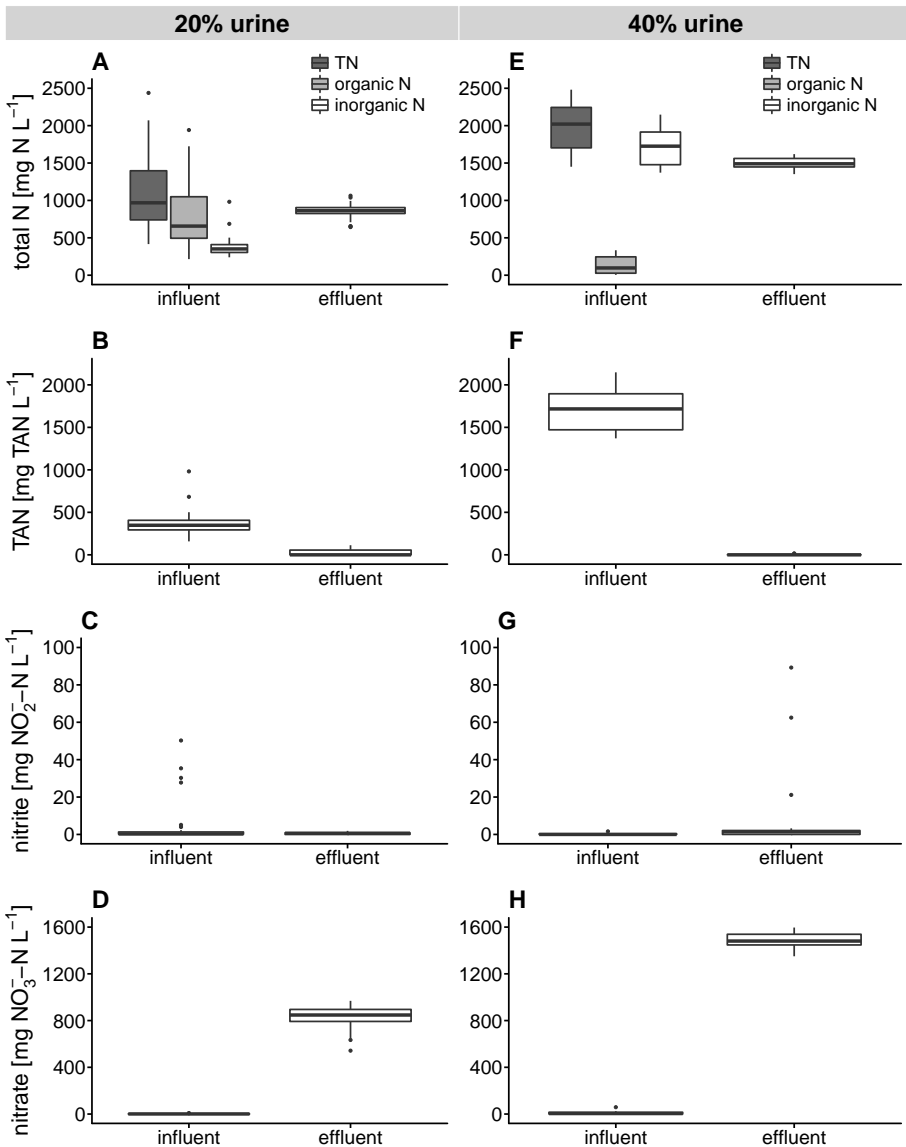 20% urine
40% urine
A
TN
organic N
inorganic N
total N [mg N L⁻¹]
2500
2000
1500
1000
500
0
influent
effluent
E
TN
organic N
inorganic N
2500
2000
1500
1000
500
0
influent
effluent
B
TAN [mg TAN L⁻¹]
2000
1500
1000
500
0
influent
effluent
F
2000
1500
1000
500
0
influent
effluent
C
nitrite [mg NO₂⁻–N L⁻¹]
100
80
60
40
20
0
influent
effluent
G
100
80
60
40
20
0
influent
effluent
D
nitrate [mg NO₃⁻–N L⁻¹]
1600
1200
800
400
0
influent
effluent
H
1600
1200
800
400
0
influent
effluent